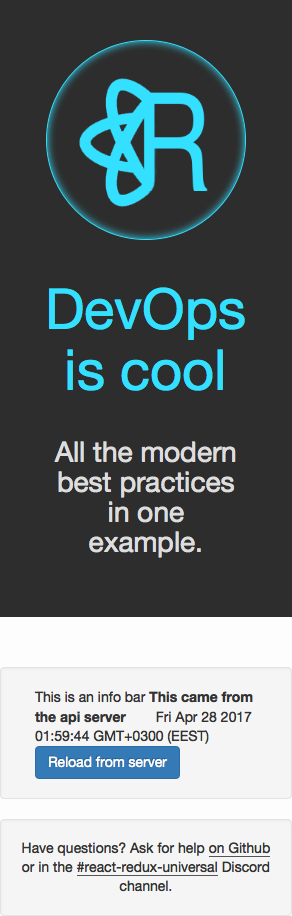 R
DevOps
is cool
All the modern
best practices
in one
example.
This is an info bar This came from
the api server Fri Apr 28 2017
01:59:44 GMT+0300 (EEST)
Reload from server
Have questions? Ask for help on Github
or in the #react-redux-universal Discord
channel.